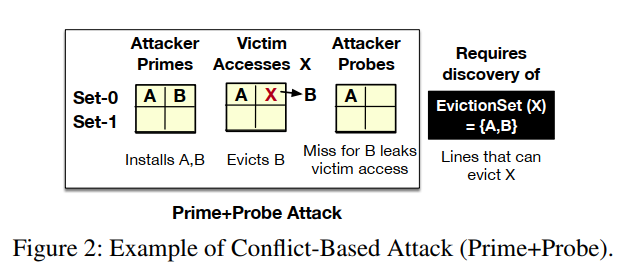 Attacker Primes
Victim Accesses X
Attacker Probes
Requires discovery of
Set-0
Set-1
A B
A X B
A
EvictionSet (X) = {A,B}
Installs A,B
Evicts B
Miss for B leaks victim access
Lines that can evict X
Prime+Probe Attack
Figure 2: Example of Conflict-Based Attack (Prime+Probe).